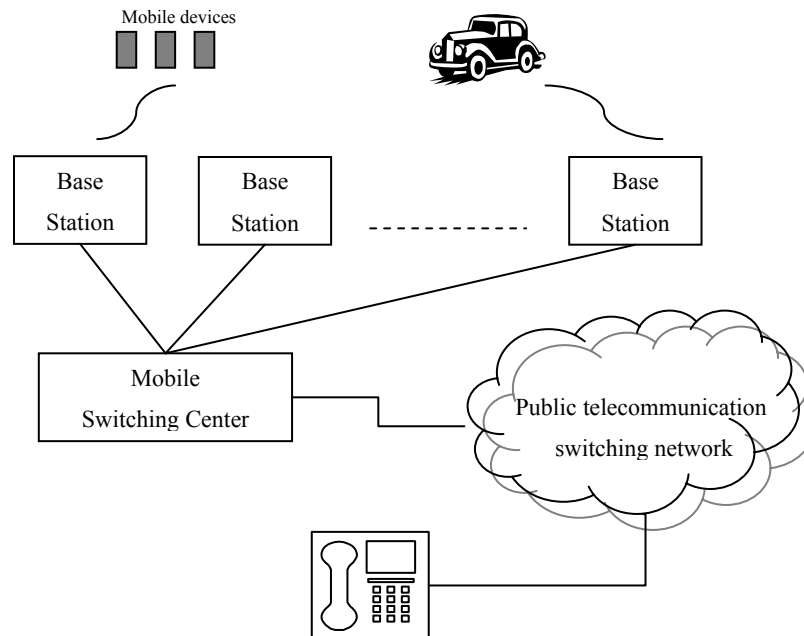 Mobile devices
Base
Station
Base
Station
Base
Station
Mobile
Switching Center
Public telecommunication
switching network